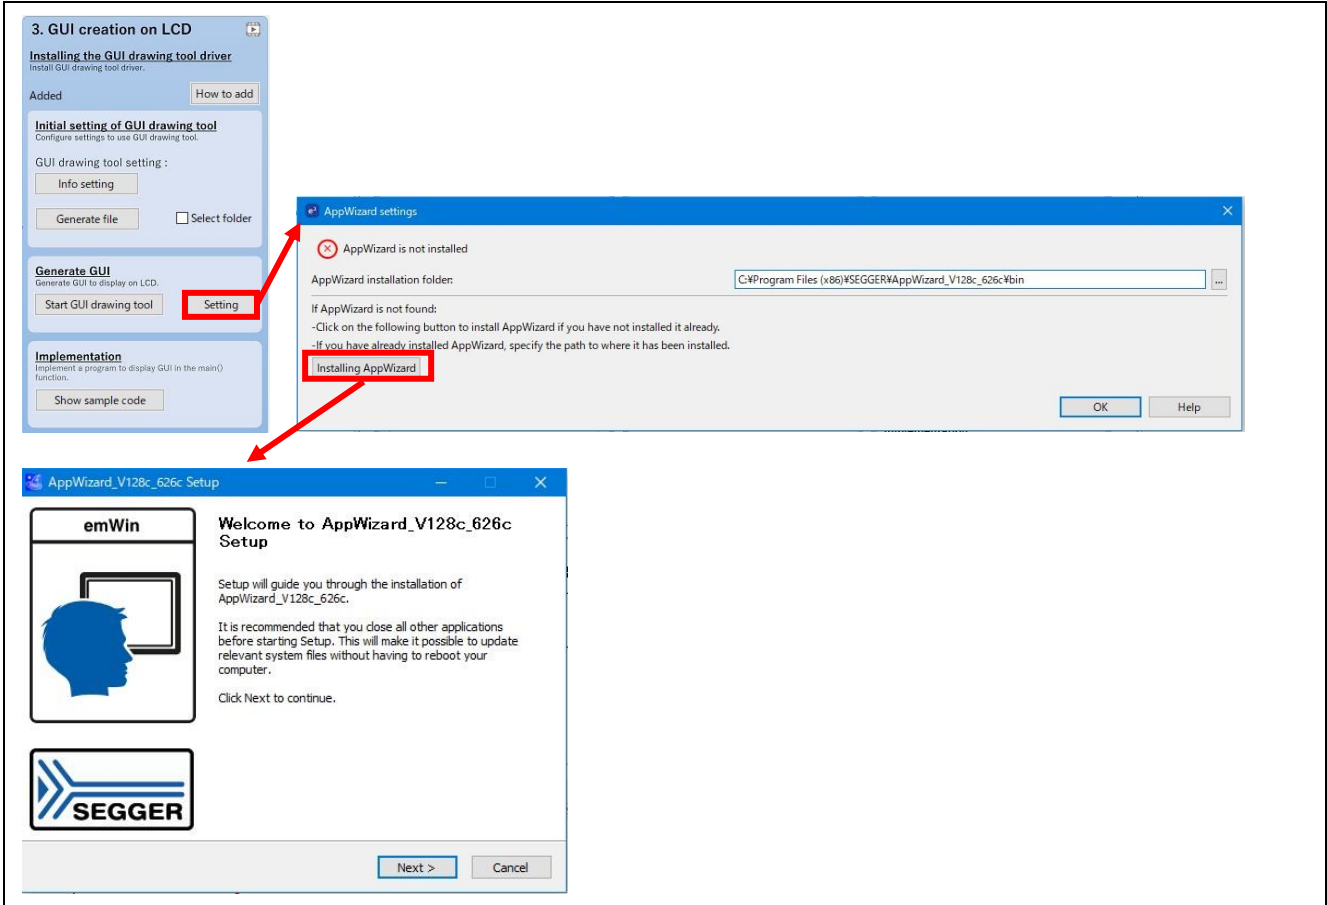 3. GUI creation on LCD
Installing the GUI drawing tool driver
Install GUI drawing tool driver.
Added
How to add
Initial setting of GUI drawing tool
Configure settings to use GUI drawing tool.
GUI drawing tool setting :
Info setting
Generate file
Select folder
Generate GUI
Generate GUI to display on LCD.
Start GUI drawing tool
Setting
Implementation
Implement a program to display GUI in the main()
function.
Show sample code
AppWizard settings
AppWizard is not installed
AppWizard installation folder:
C:¥Program Files (x86)¥SEGGER¥AppWizard_V128c_626c¥bin
...
If AppWizard is not found:
-Click on the following button to install AppWizard if you have not installed it already.
-If you have already installed AppWizard, specify the path to where it has been installed.
Installing AppWizard
OK
Help
AppWizard_V128c_626c Setup
emWin
Welcome to AppWizard_V128c_626c
Setup
Setup will guide you through the installation of
AppWizard_V128c_626c.
It is recommended that you close all other applications
before starting Setup. This will make it possible to update
relevant system files without having to reboot your
computer.
Click Next to continue.
SEGGER
Next >
Cancel